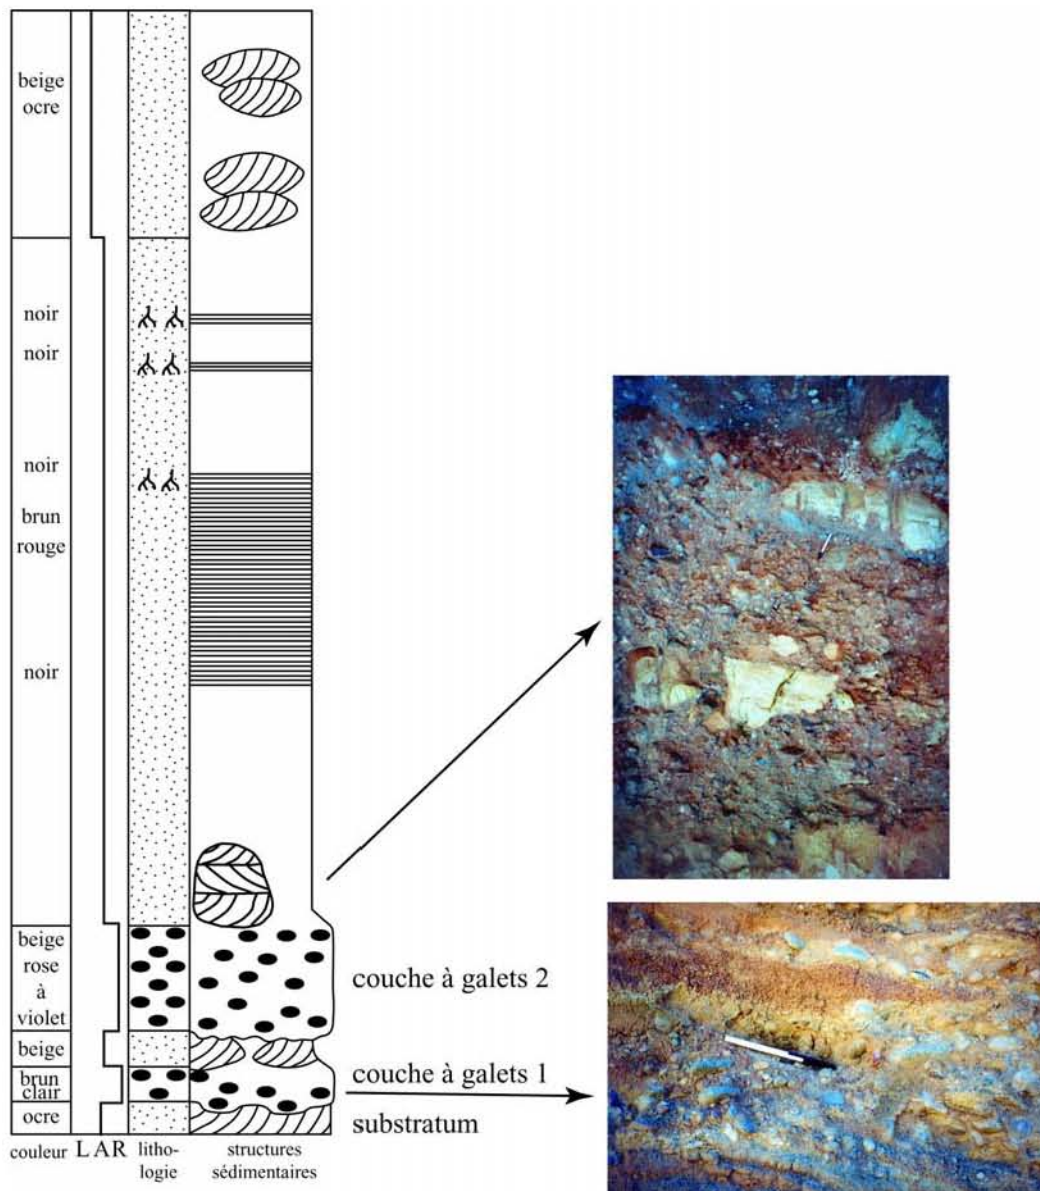 beige
ocre
noir
noir
noir
brun
rouge
noir
beige
rose
à
violet
beige
brun
clair
ocre
couche à galets 2
couche à galets 1
substratum
couleur
L AR
litho-
logie
structures
sédimentaires